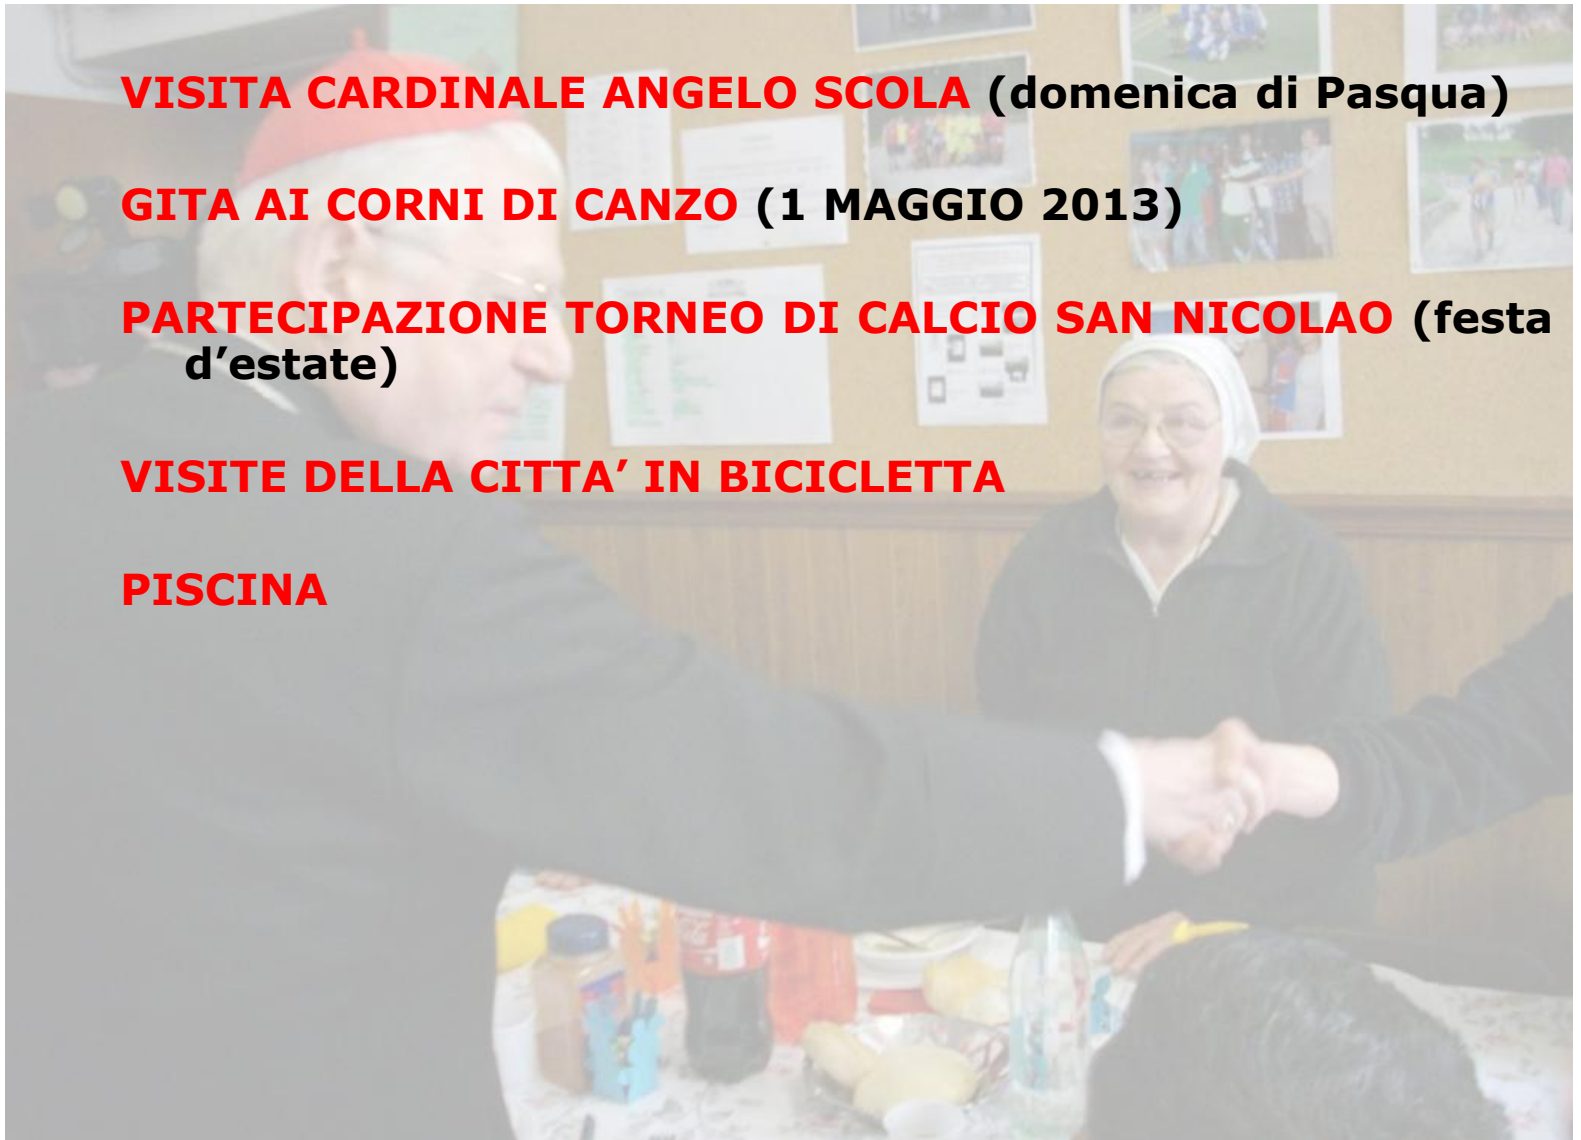 VISITA CARDINALE ANGELO SCOLA (domenica di Pasqua)
GITA AI CORNI DI CANZO (1 MAGGIO 2013)
PARTECIPAZIONE TORNEO DI CALCIO SAN NICOLAO (festa
d’estate)
VISITE DELLA CITTA’ IN BICICLETTA
PISCINA